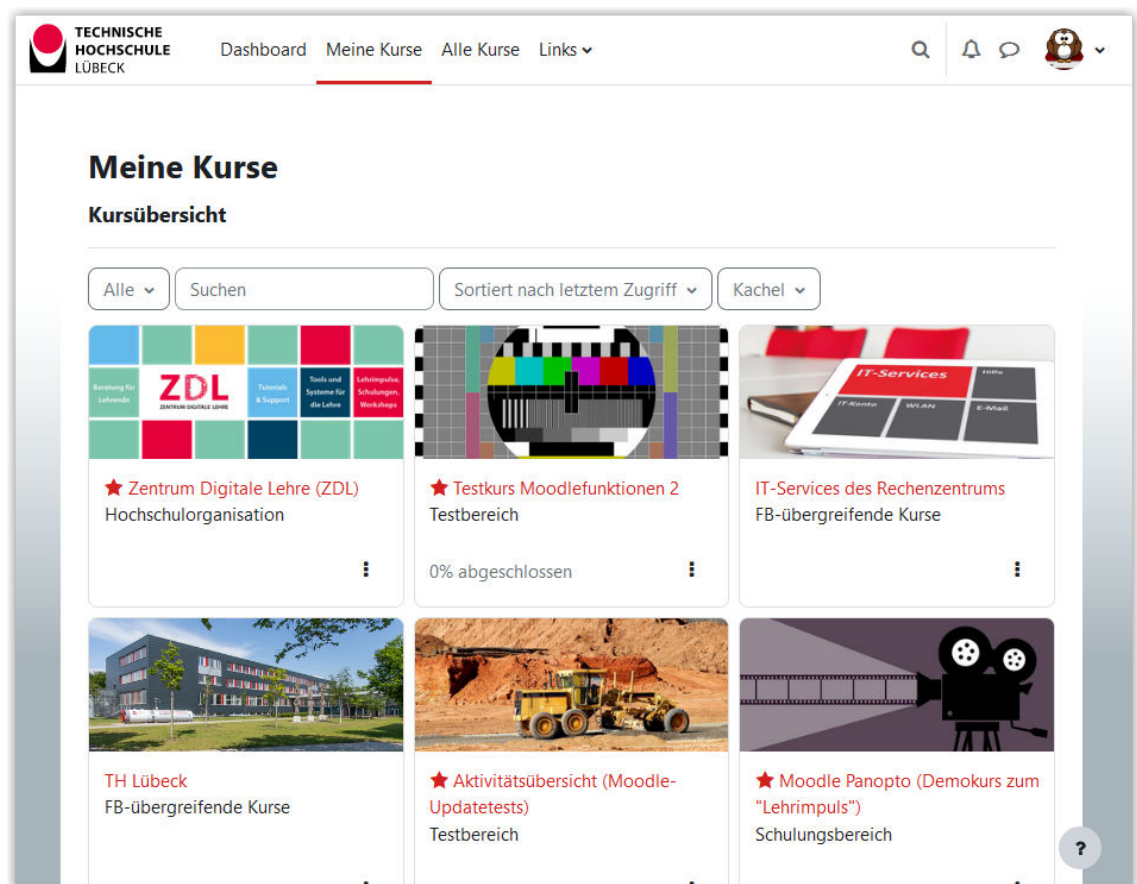 TECHNISCHE
HOCHSCHULE
LÜBECK
Dashboard Meine Kurse Alle Kurse Links
Meine Kurse
Kursübersicht
Alle Suchen Sortiert nach letztem Zugriff Kachel
Beratung für
Lehrende
ZDL
ZENTRUM DIGITALE LEHRE
Tutorials
& Support
Tools und
Systeme für
die Lehre
Lehrimpulse,
Schulungen,
Workshops
IT-Services
Hilfe
IT-Konto
WLAN
E-Mail
Zentrum Digitale Lehre (ZDL)
Hochschulorganisation
Testkurs Moodlefunktionen 2
Testbereich
0% abgeschlossen
IT-Services des Rechenzentrums
FB-übergreifende Kurse
TH Lübeck
FB-übergreifende Kurse
Aktivitätsübersicht (Moodle-
Updatetests)
Testbereich
Moodle Panopto (Demokurs zum
"Lehrimpuls")
Schulungsbereich
?